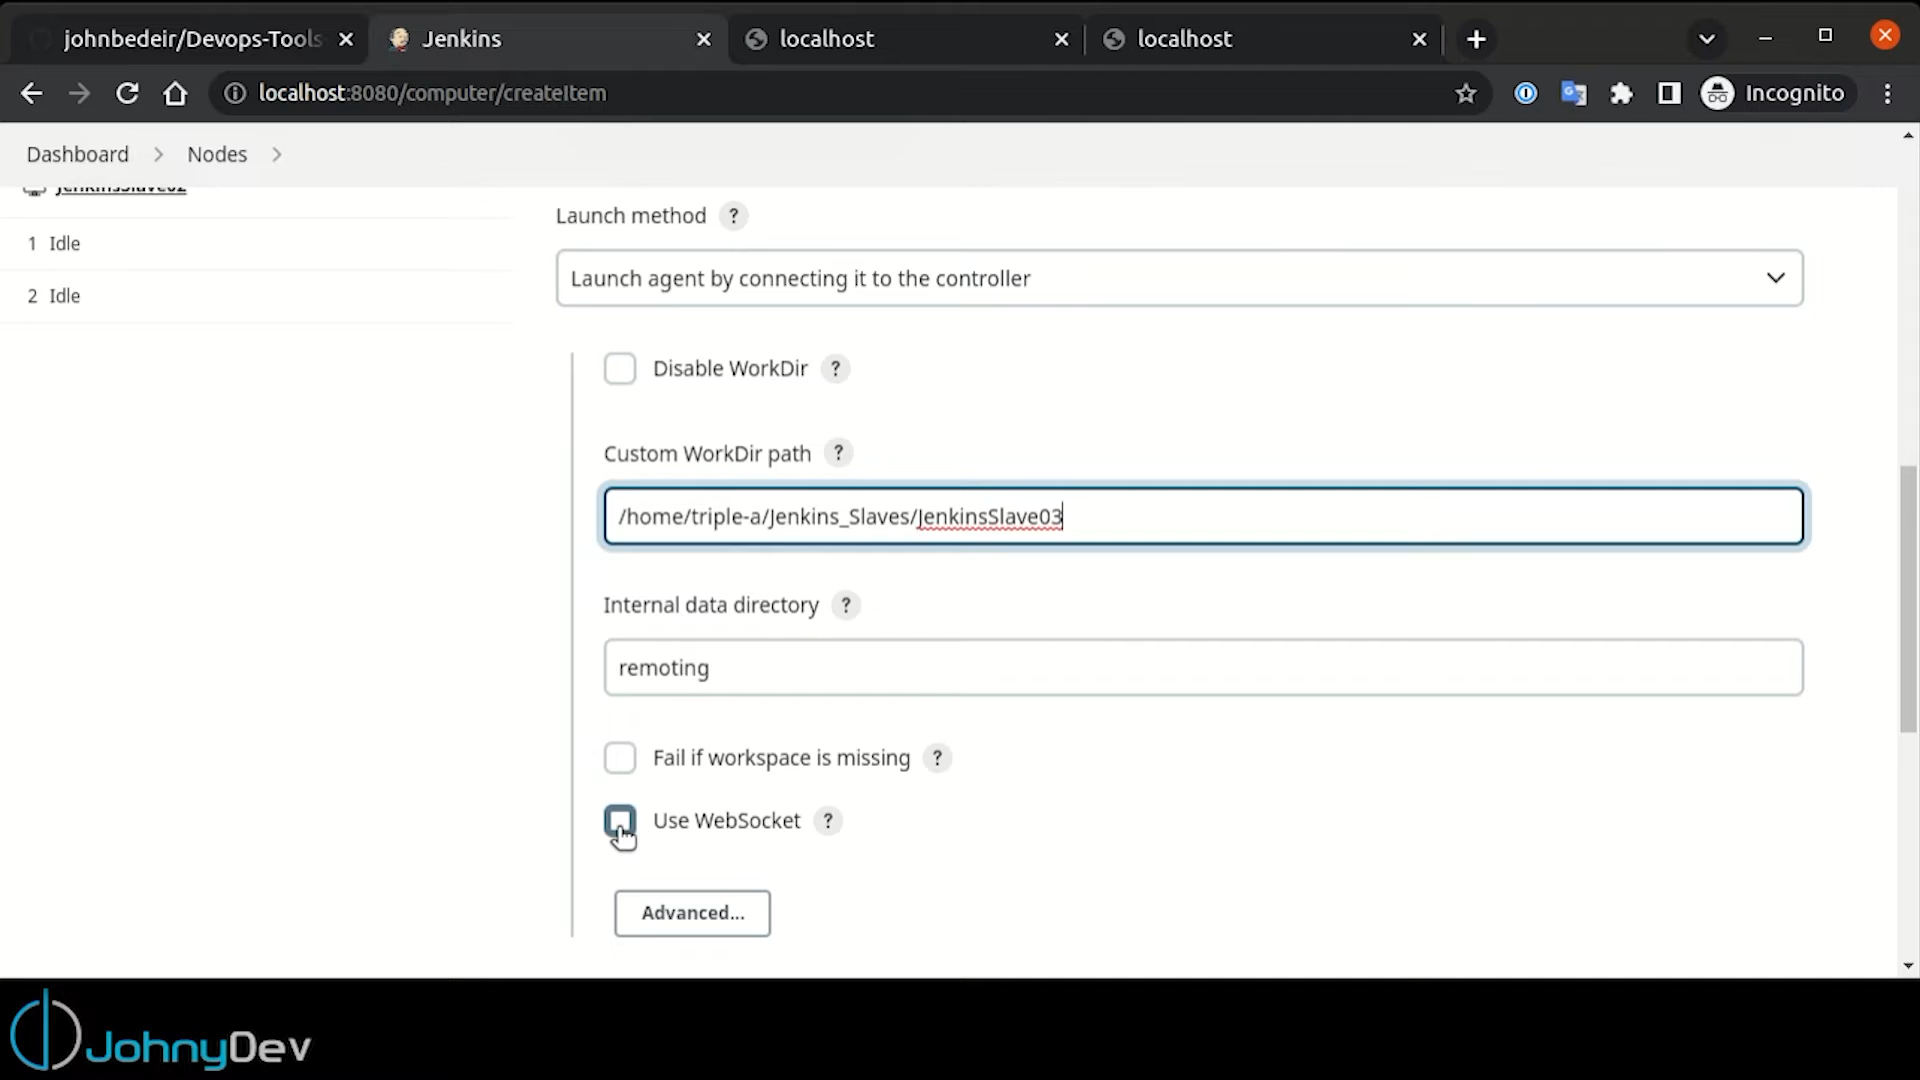 johnbedeir/Devops-Tools
Jenkins
localhost
localhost
localhost:8080/computer/createItem
Incognito
Dashboard
Nodes
JenkinsSlave02
1 Idle
2 Idle
Launch method ?
Launch agent by connecting it to the controller
Disable WorkDir ?
Custom WorkDir path ?
/home/triple-a/Jenkins_Slaves/JenkinsSlave03
Internal data directory ?
remoting
Fail if workspace is missing ?
Use WebSocket ?
Advanced...
JohnyDev